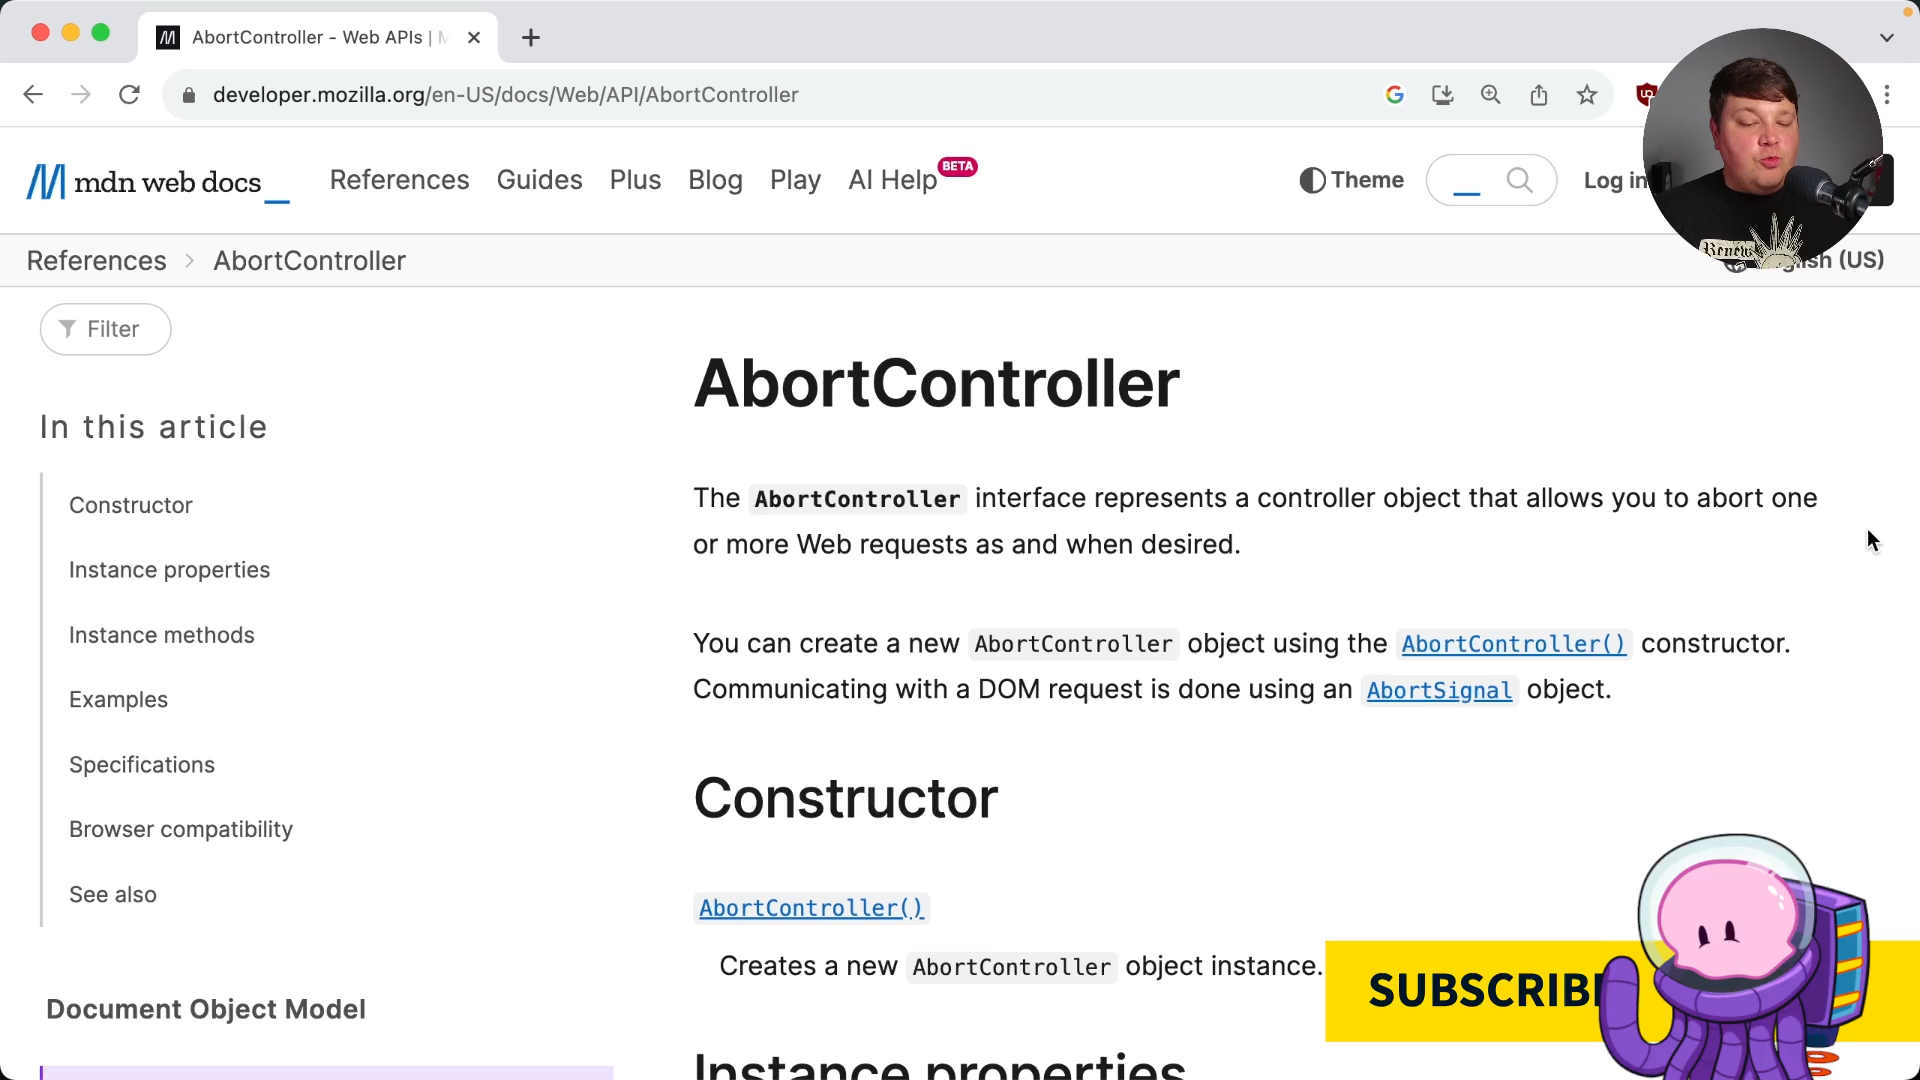 AbortController - Web APIs |
developer.mozilla.org/en-US/docs/Web/API/AbortController
mdn web docs References Guides Plus Blog Play AI Help BETA Theme Log in
References > AbortController
(US)
Filter
In this article
Constructor
Instance properties
Instance methods
Examples
Specifications
Browser compatibility
See also
Document Object Model
AbortController
The AbortController interface represents a controller object that allows you to abort one
or more Web requests as and when desired.
You can create a new AbortController object using the AbortController() constructor.
Communicating with a DOM request is done using an AbortSignal object.
Constructor
AbortController()
Creates a new AbortController object instance.
Instance properties
SUBSCRIBE
Renew